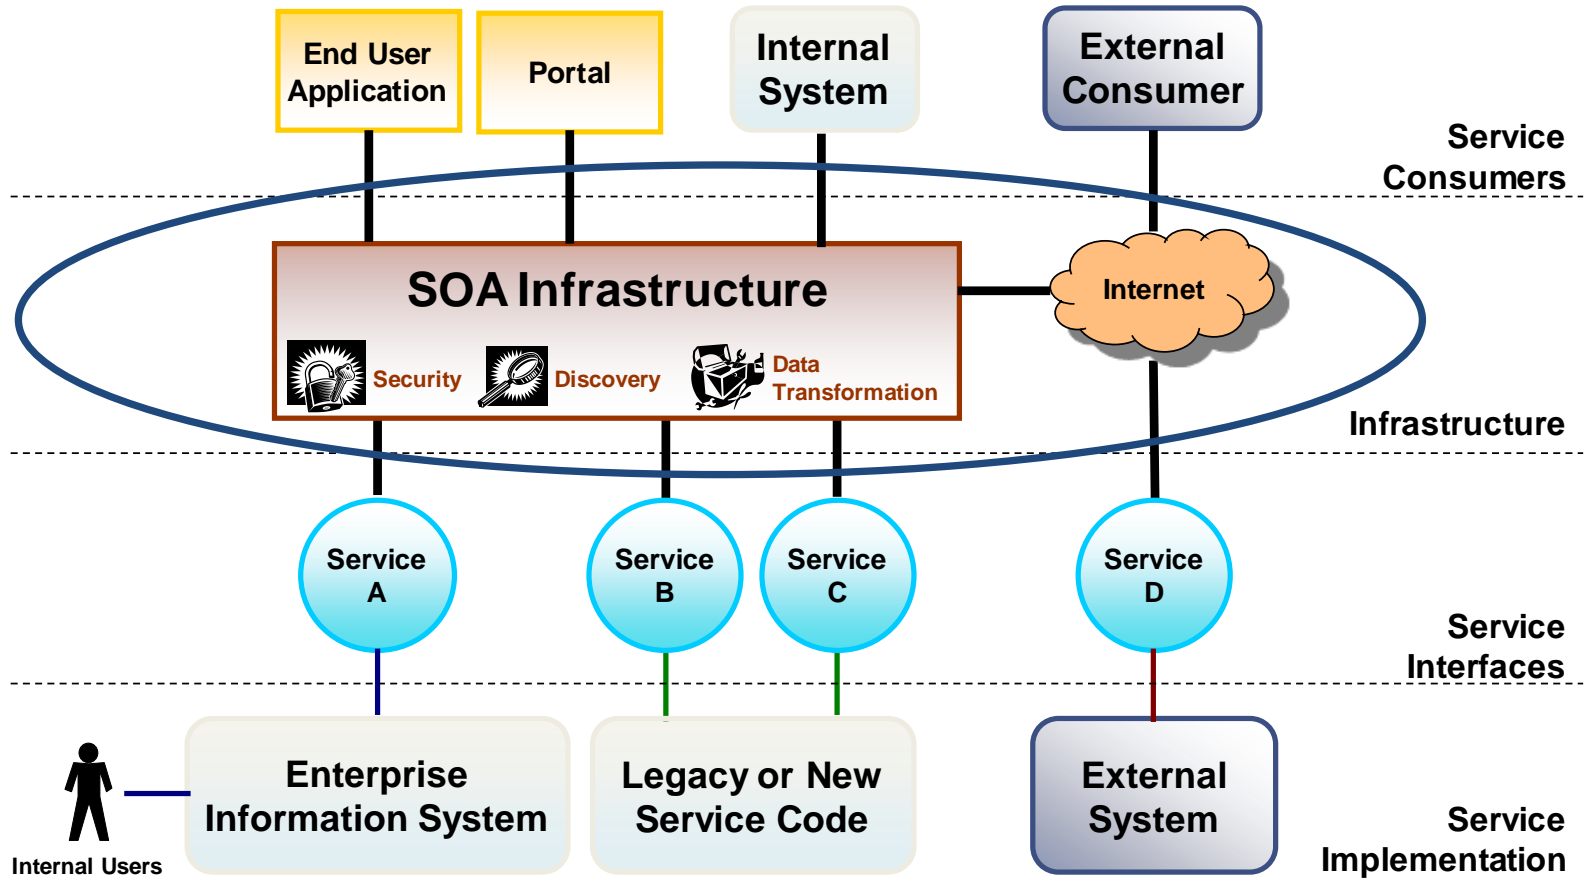 End User
Application
Portal
Internal
System
External
Consumer
Service
Consumers
SOA Infrastructure
Internet
Security
Discovery
Data
Transformation
Infrastructure
Service
A
Service
B
Service
C
Service
D
Service
Interfaces
Enterprise
Information System
Legacy or New
Service Code
External
System
Internal Users
Service
Implementation